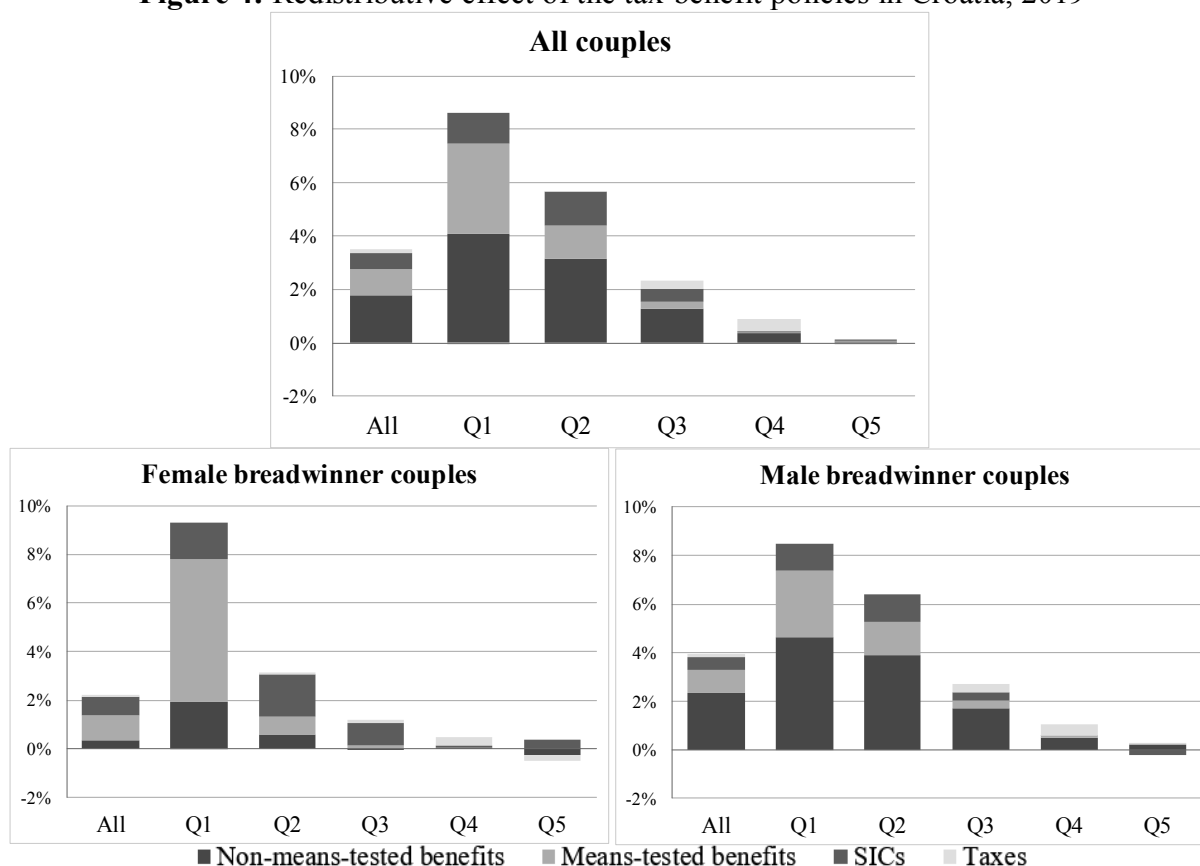 Figure 4: Redistributive effect of the tax-benefit policies in Croatia, 2019
All couples
10%
8%
6%
4%
2%
0%
-2%
All Q1 Q2 Q3 Q4 Q5
Female breadwinner couples
10%
8%
6%
4%
2%
0%
-2%
All Q1 Q2 Q3 Q4 Q5
Male breadwinner couples
10%
8%
6%
4%
2%
0%
-2%
All Q1 Q2 Q3 Q4 Q5
Non-means-tested benefits Means-tested benefits SICs Taxes